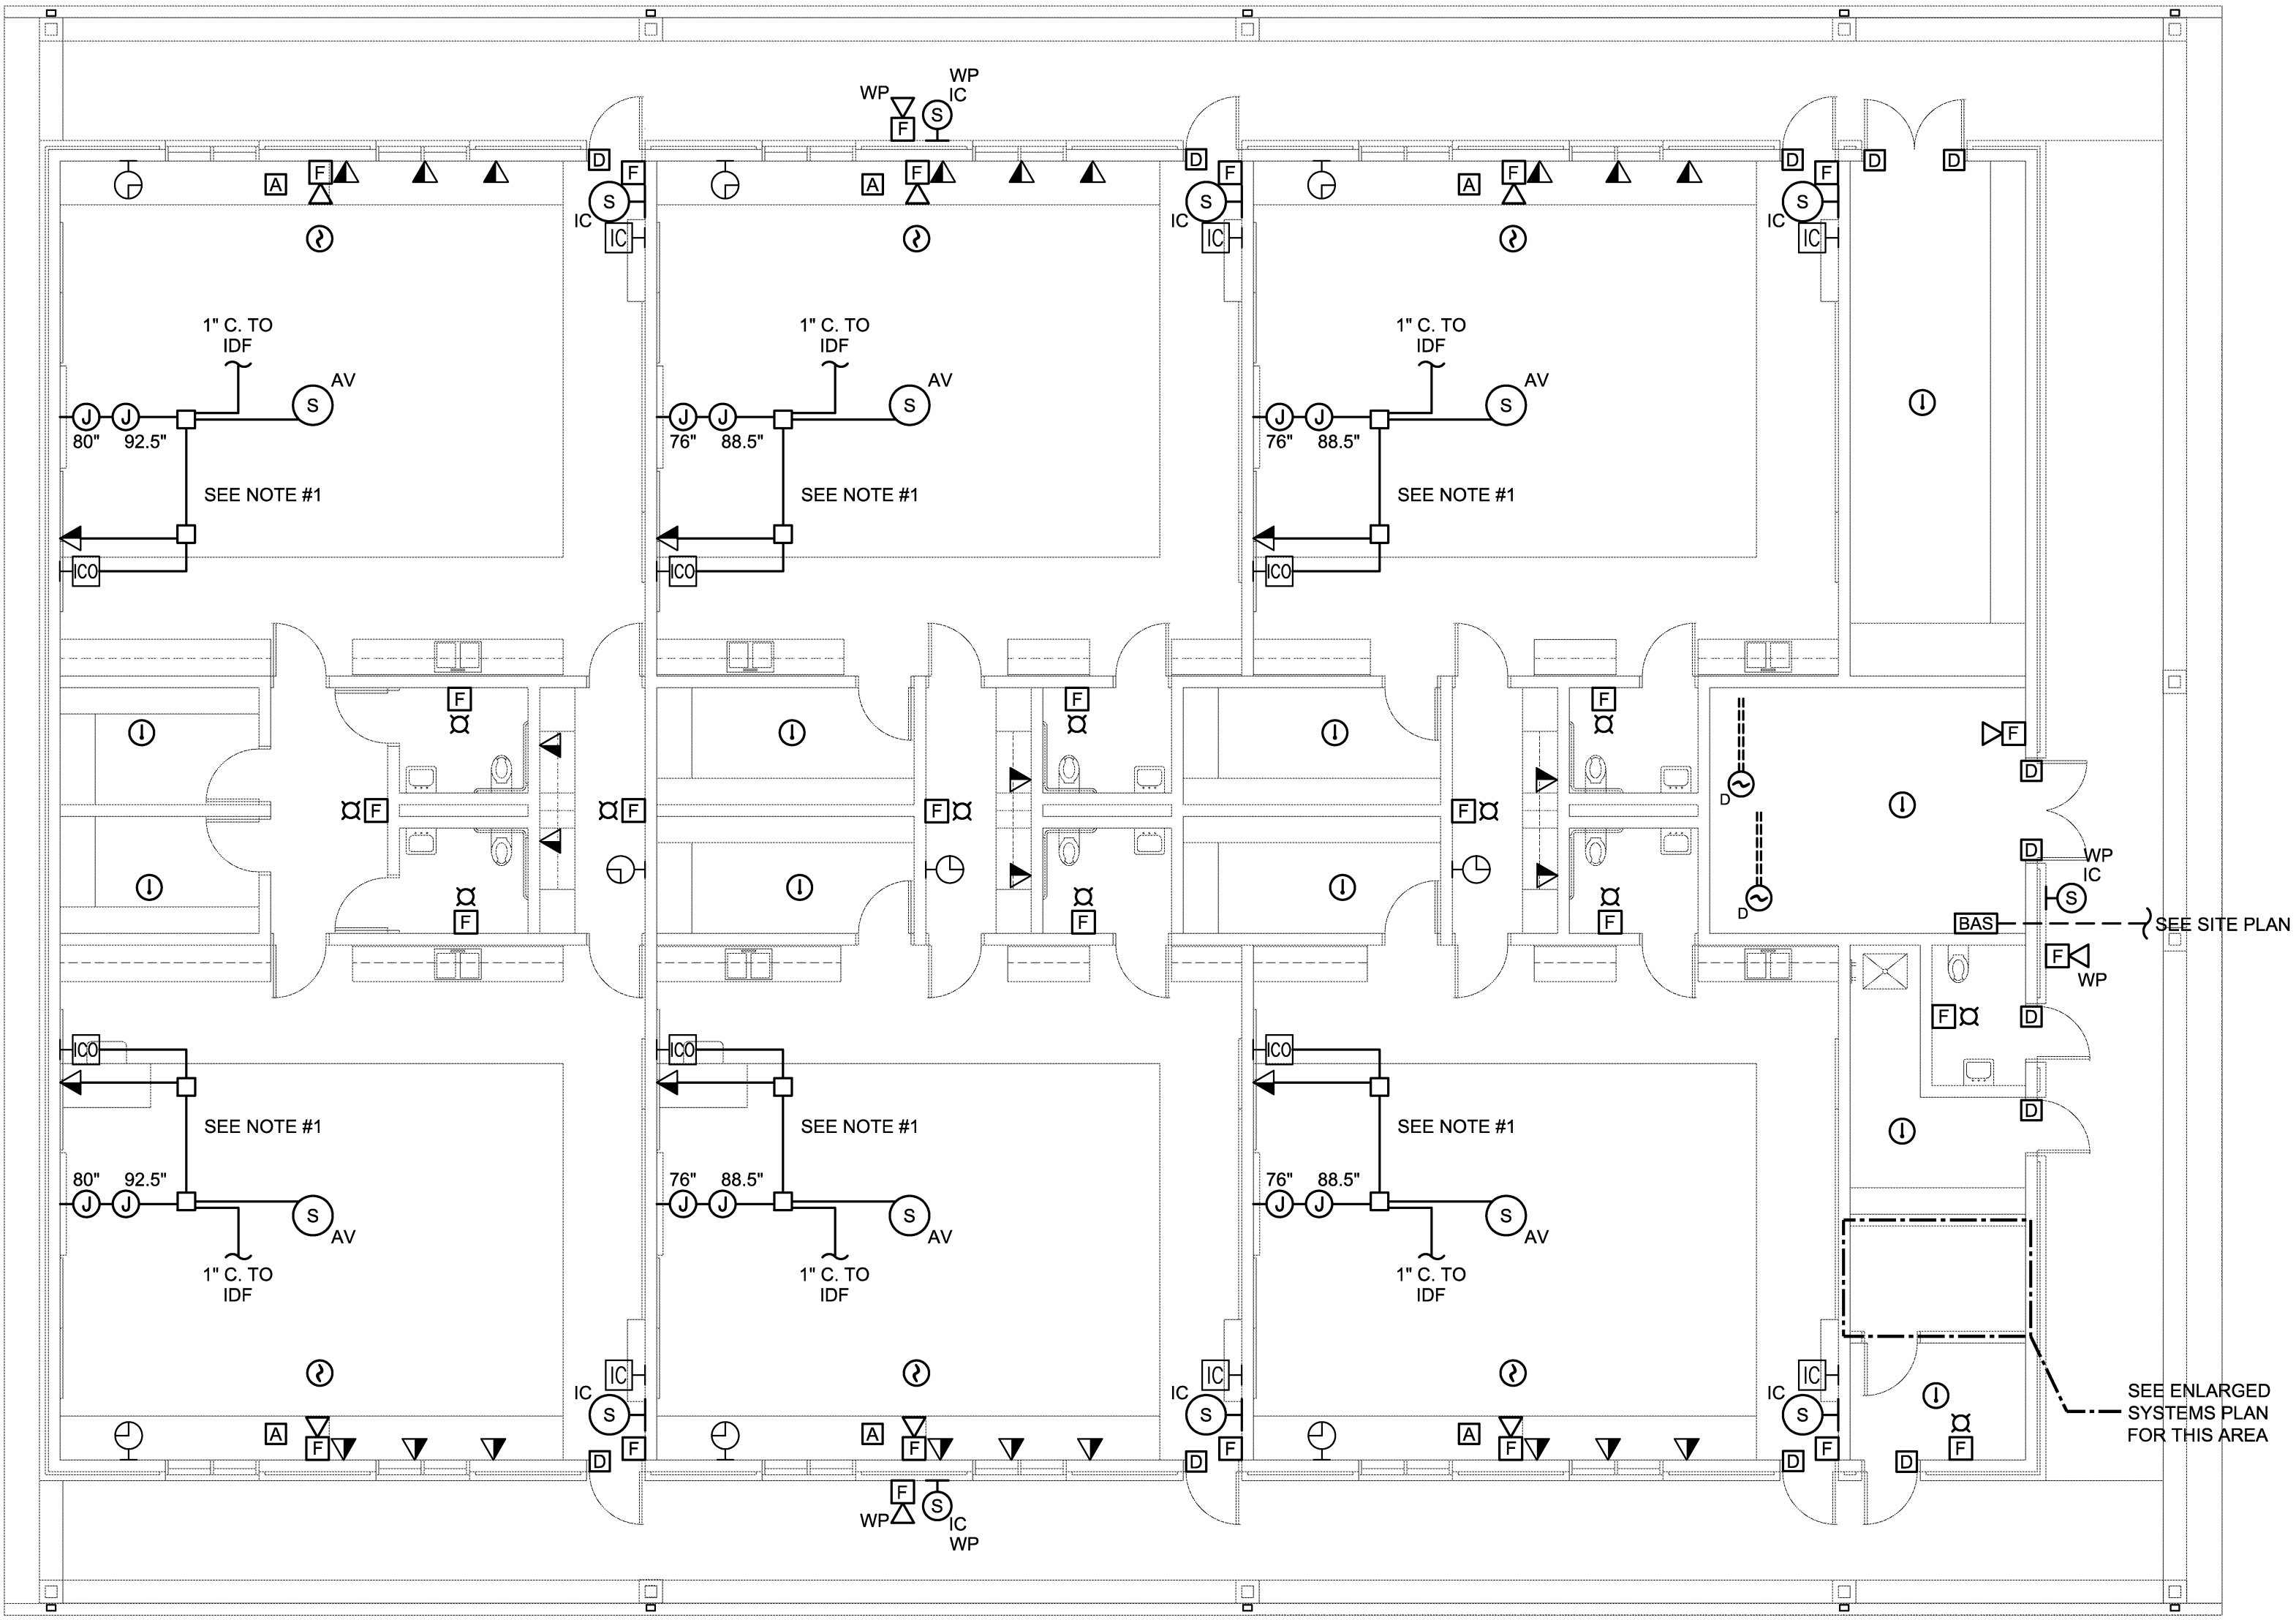 WP
WP
IC
F
S
D
D
D
D
D
F
A
F
F
A
F
F
A
F
S
IC
IC
S
IC
IC
S
IC
IC
1" C. TO
IDF
1" C. TO
IDF
1" C. TO
IDF
AV
S
AV
S
AV
S
J
J
J
J
J
J
80"
92.5"
76"
88.5"
76"
88.5"
SEE NOTE #1
SEE NOTE #1
SEE NOTE #1
ICO
ICO
ICO
F
F
F
F
D
D
F
F
F
F
D
WP
IC
S
D
F
F
F
BAS
SEE SITE PLAN
F
WP
F
D
ICO
ICO
ICO
D
SEE NOTE #1
SEE NOTE #1
SEE NOTE #1
80"
92.5"
76"
88.5"
76"
88.5"
J
J
J
J
J
J
S
AV
S
AV
S
AV
1" C. TO
IDF
1" C. TO
IDF
1" C. TO
IDF
IC
IC
IC
IC
S
IC
S
IC
S
SEE ENLARGED
SYSTEMS PLAN
FOR THIS AREA
A
F
F
A
F
F
A
F
F
F
D
D
D
D
F
S
WP
IC
WP